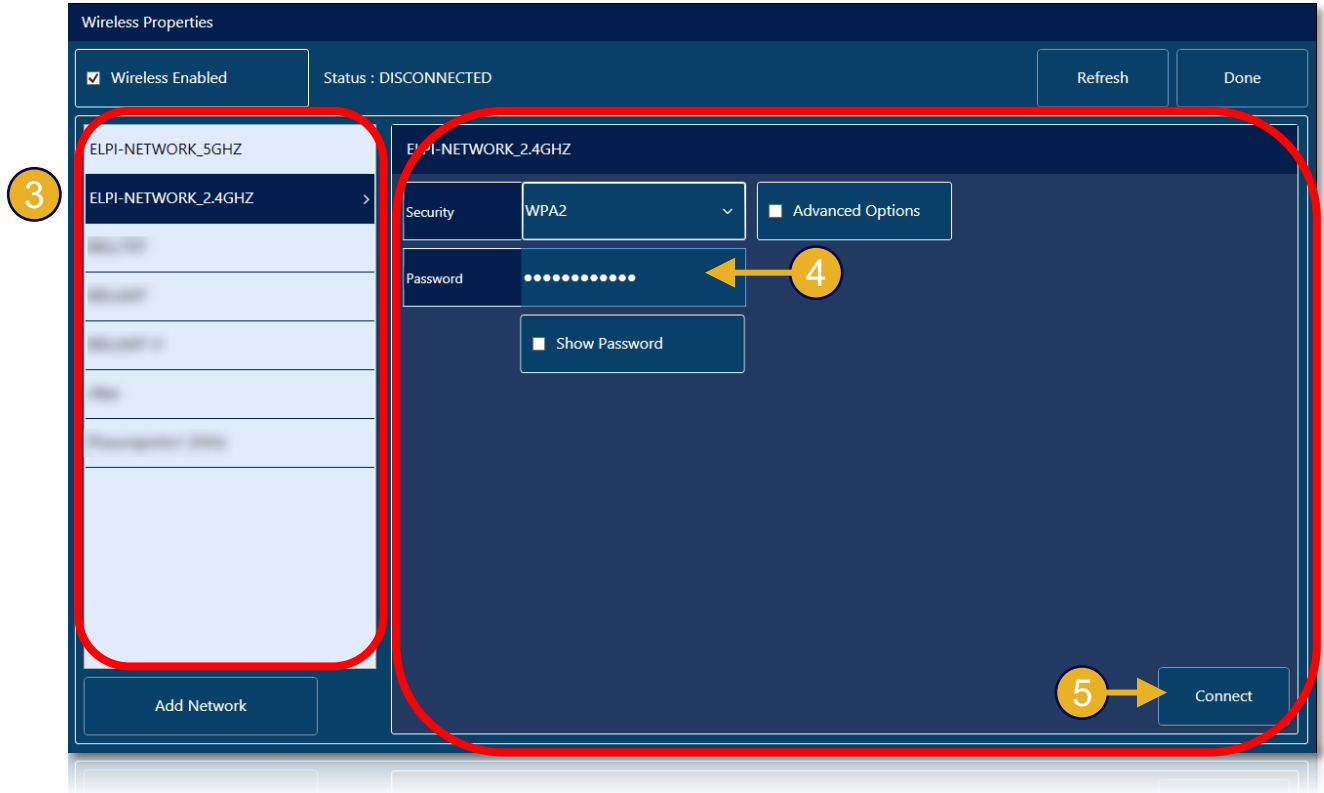 Wireless Properties
Wireless Enabled
Status : DISCONNECTED
Refresh
Done
ELPI-NETWORK_5GHZ
ELPI-NETWORK_2.4GHZ
3
ELPI-NETWORK_2.4GHZ
Security
WPA2
Advanced Options
Password
••••••••••••
4
Show Password
5
Connect
Add Network